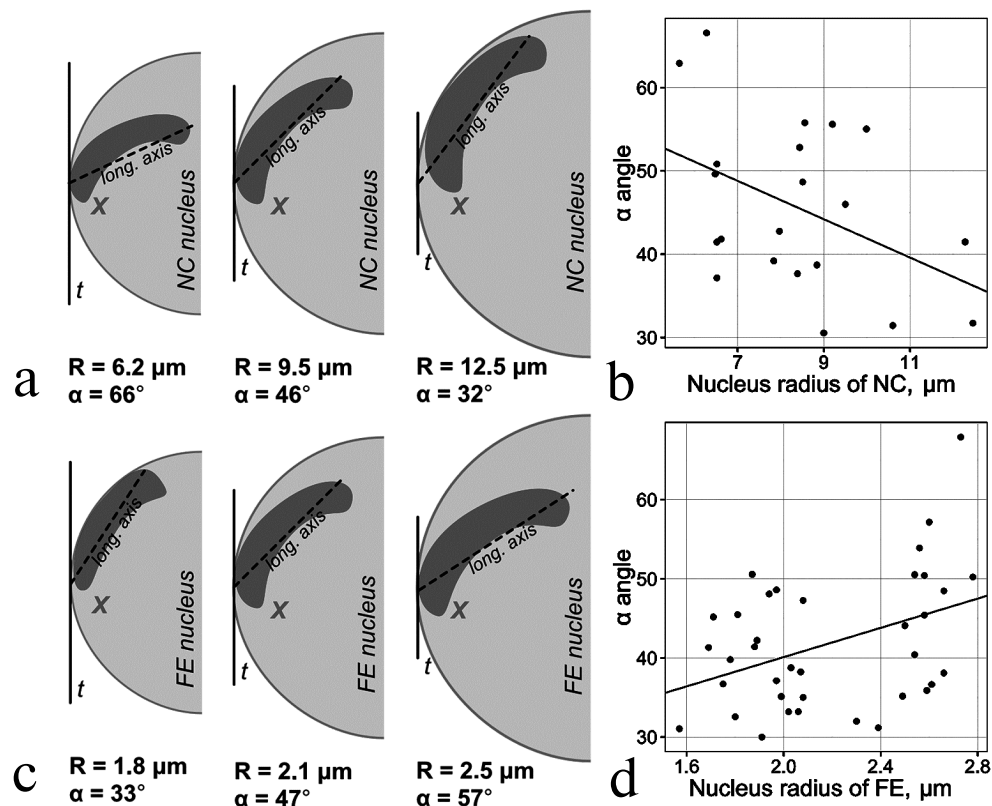 long. axis
X
NC nucleus
t
R = 6.2 µm
α = 66°
long. axis
X
NC nucleus
t
R = 9.5 µm
α = 46°
long. axis
X
NC nucleus
t
R = 12.5 µm
α = 32°
a
α angle
60
50
40
30
7 9 11
Nucleus radius of NC, µm
b
long. axis
X
FE nucleus
t
R = 1.8 µm
α = 33°
long. axis
X
FE nucleus
t
R = 2.1 µm
α = 47°
long. axis
X
FE nucleus
t
R = 2.5 µm
α = 57°
c
α angle
60
50
40
30
1.6 2.0 2.4 2.8
Nucleus radius of FE, µm
d